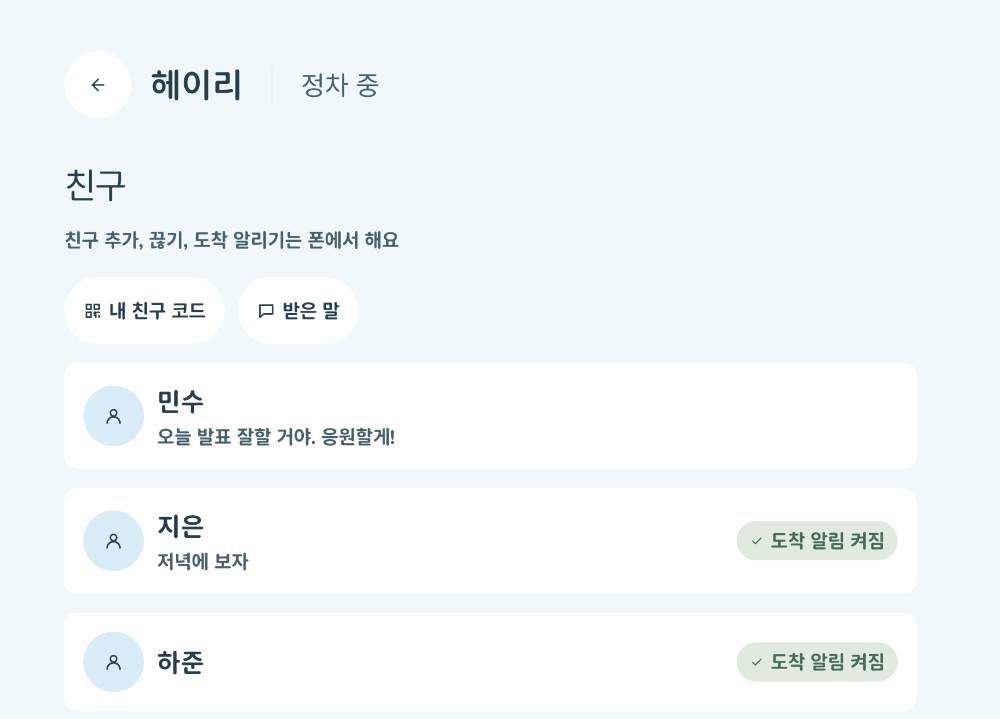 헤이리
정차 중
친구
친구 추가, 끊기, 도착 알리기는 폰에서 해요
내 친구 코드
받은 말
민수
오늘 발표 잘할 거야. 응원할게!
지은
저녁에 보자
도착 알림 켜짐
하준
도착 알림 켜짐